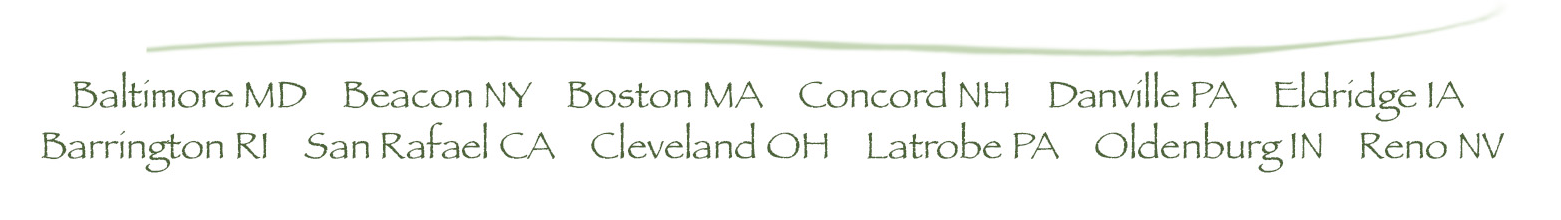 Baltimore MD Beacon NY Boston MA Concord NH Danville PA Eldridge IA
Barrington RI San Rafael CA Cleveland OH Latrobe PA Oldenburg IN Reno NV